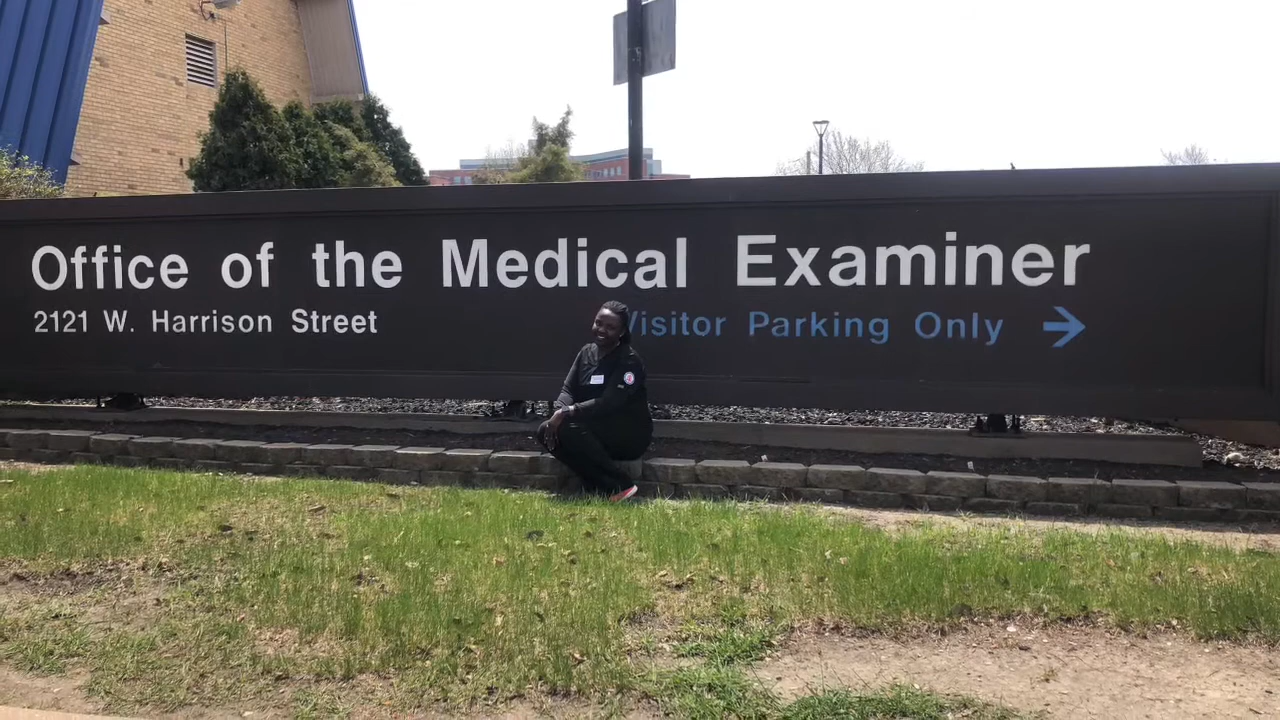 Office of the Medical Examiner
2121 W. Harrison Street
Visitor Parking Only →